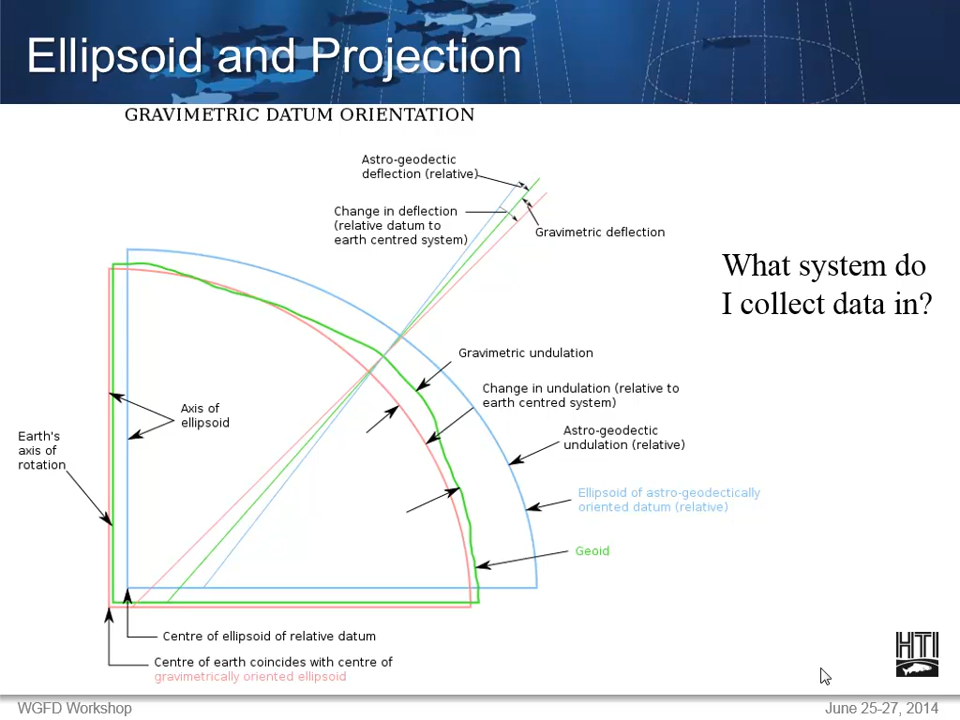 Ellipsoid and Projection
GRAVIMETRIC DATUM ORIENTATION
Astro-geodectic
deflection (relative)
Change in deflection
(relative datum to
earth centred system)
Gravimetric deflection
What system do
I collect data in?
Gravimetric undulation
Change in undulation (relative to
earth centred system)
Astro-geodectic
undulation (relative)
Axis of
ellipsoid
Earth's
axis of
rotation
Ellipsoid of astro-geodectically
oriented datum (relative)
Geoid
Centre of ellipsoid of relative datum
Centre of earth coincides with centre of
gravimetrically oriented ellipsoid
HTI
WGFD Workshop
June 25-27, 2014